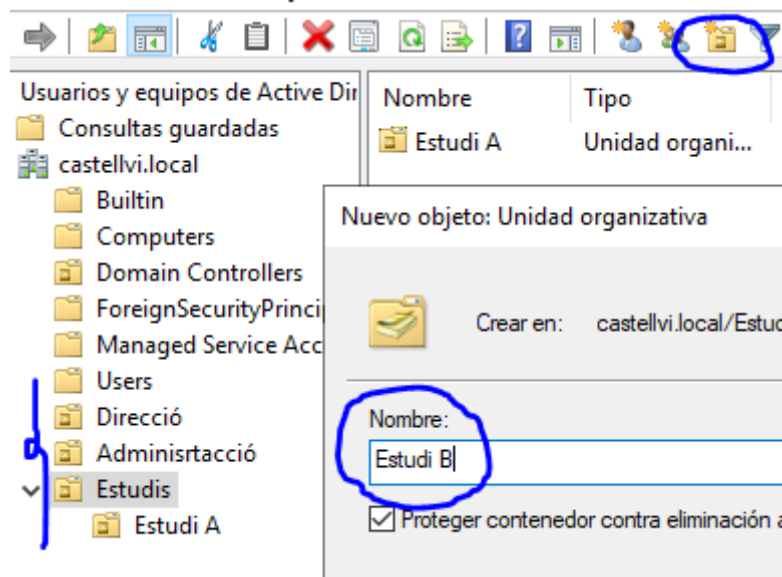 Usuarios y equipos de Active Dir
Nombre
Tipo
Consultas guardadas
Estudi A
Unidad organi...
castellvi.local
Builtin
Computers
Domain Controllers
ForeignSecurityPrincip
Managed Service Acc
Users
Direcció
Adminisrtacció
Estudis
Estudi A
Nuevo objeto: Unidad organizativa
Crear en:
castellvi.local/Estud
Nombre:
Estudi B
Proteger contenedor contra eliminación a